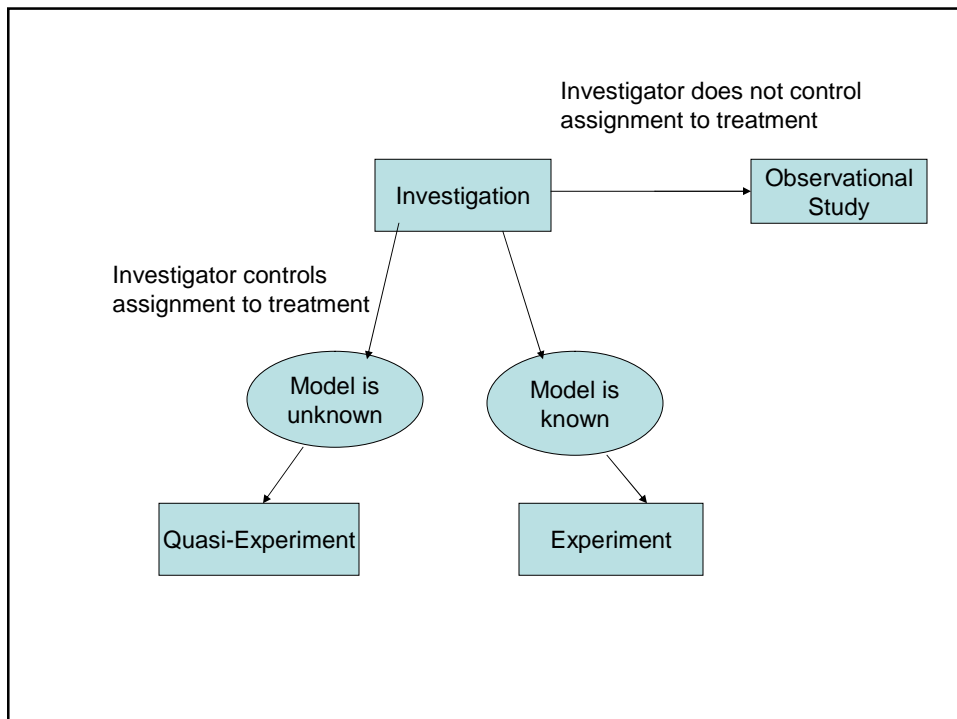 Investigator does not control
assignment to treatment
Investigation
Observational
Study
Investigator controls
assignment to treatment
Model is
unknown
Model is
known
Quasi-Experiment
Experiment